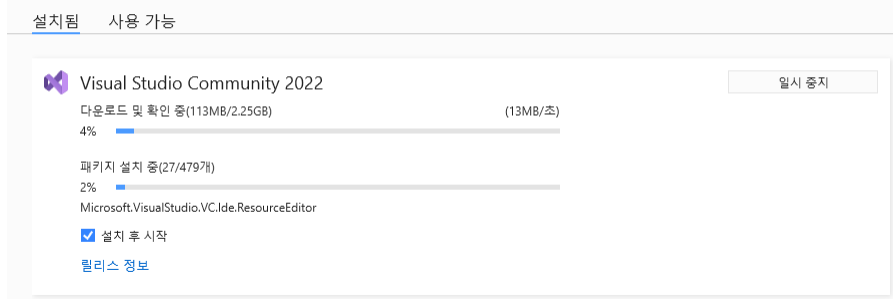 설치됨 사용 가능
Visual Studio Community 2022 일시 중지
다운로드 및 확인 중(113MB/2.25GB) (13MB/초)
4%
패키지 설치 중(27/479개)
2%
Microsoft.VisualStudio.VC.Ide.ResourceEditor
설치 후 시작
릴리스 정보